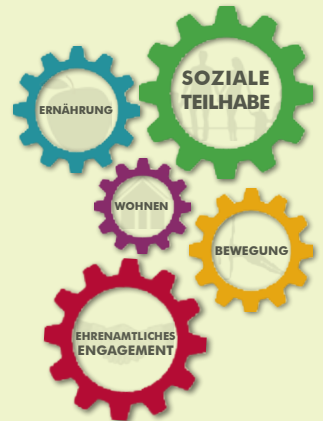 SOZIALE
TEILHABE
ERNÄHRUNG
WOHNEN
BEWEGUNG
EHRENAMTLICHES
ENGAGEMENT